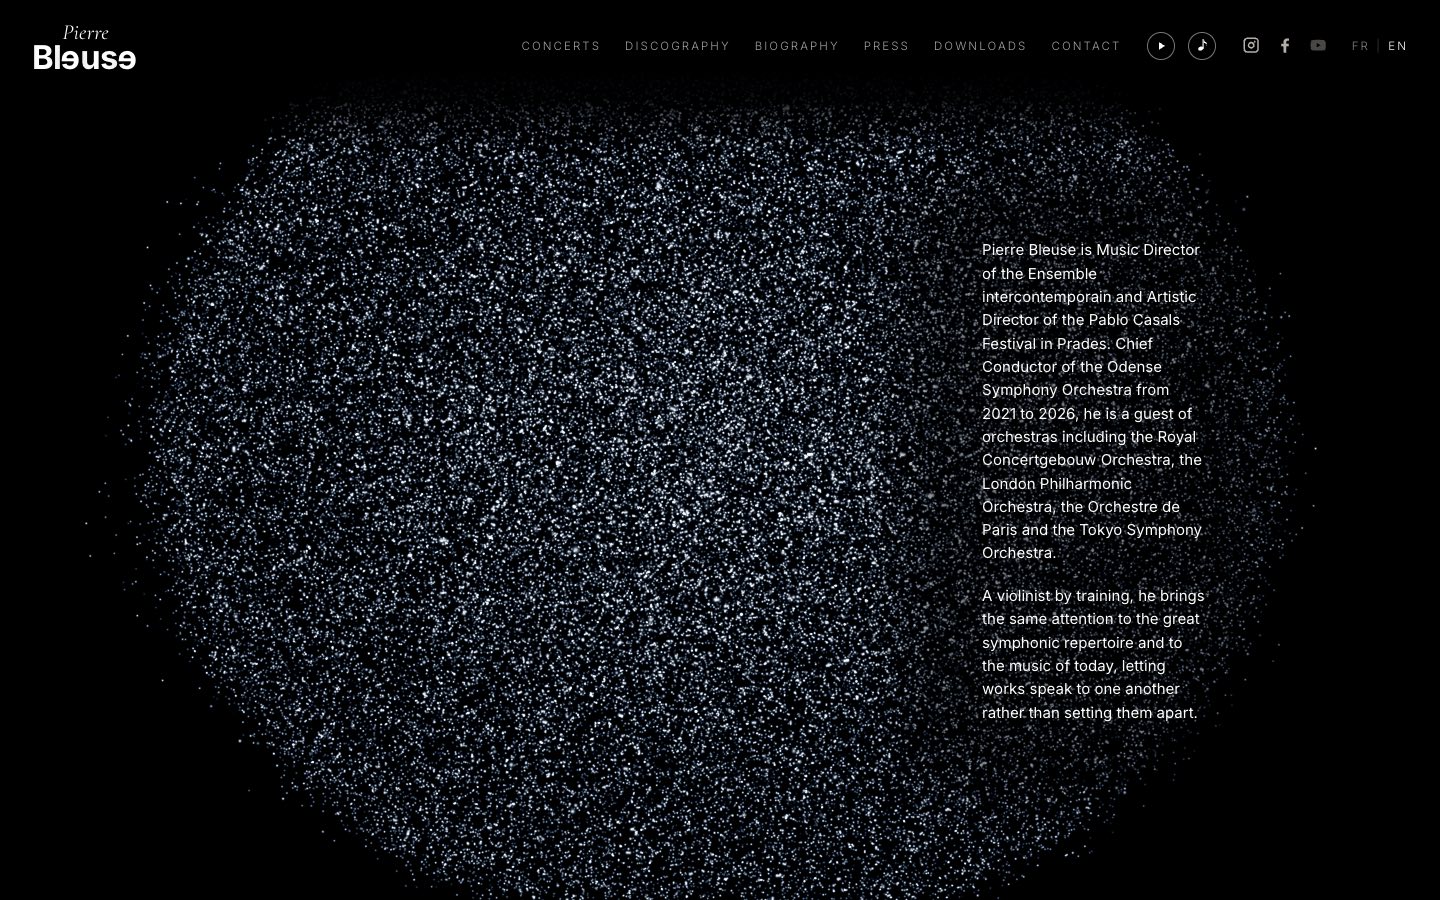 Pierre
Bleuse
CONCERTS DISCOGRAPHY BIOGRAPHY PRESS DOWNLOADS CONTACT FR EN
Pierre Bleuse is Music Director
of the Ensemble
intercontemporain and Artistic
Director of the Pablo Casals
Festival in Prades. Chief
Conductor of the Odense
Symphony Orchestra from
2021 to 2026, he is a guest of
orchestras including the Royal
Concertgebouw Orchestra, the
London Philharmonic
Orchestra, the Orchestre de
Paris and the Tokyo Symphony
Orchestra.
A violinist by training, he brings
the same attention to the great
symphonic repertoire and to
the music of today, letting
works speak to one another
rather than setting them apart.